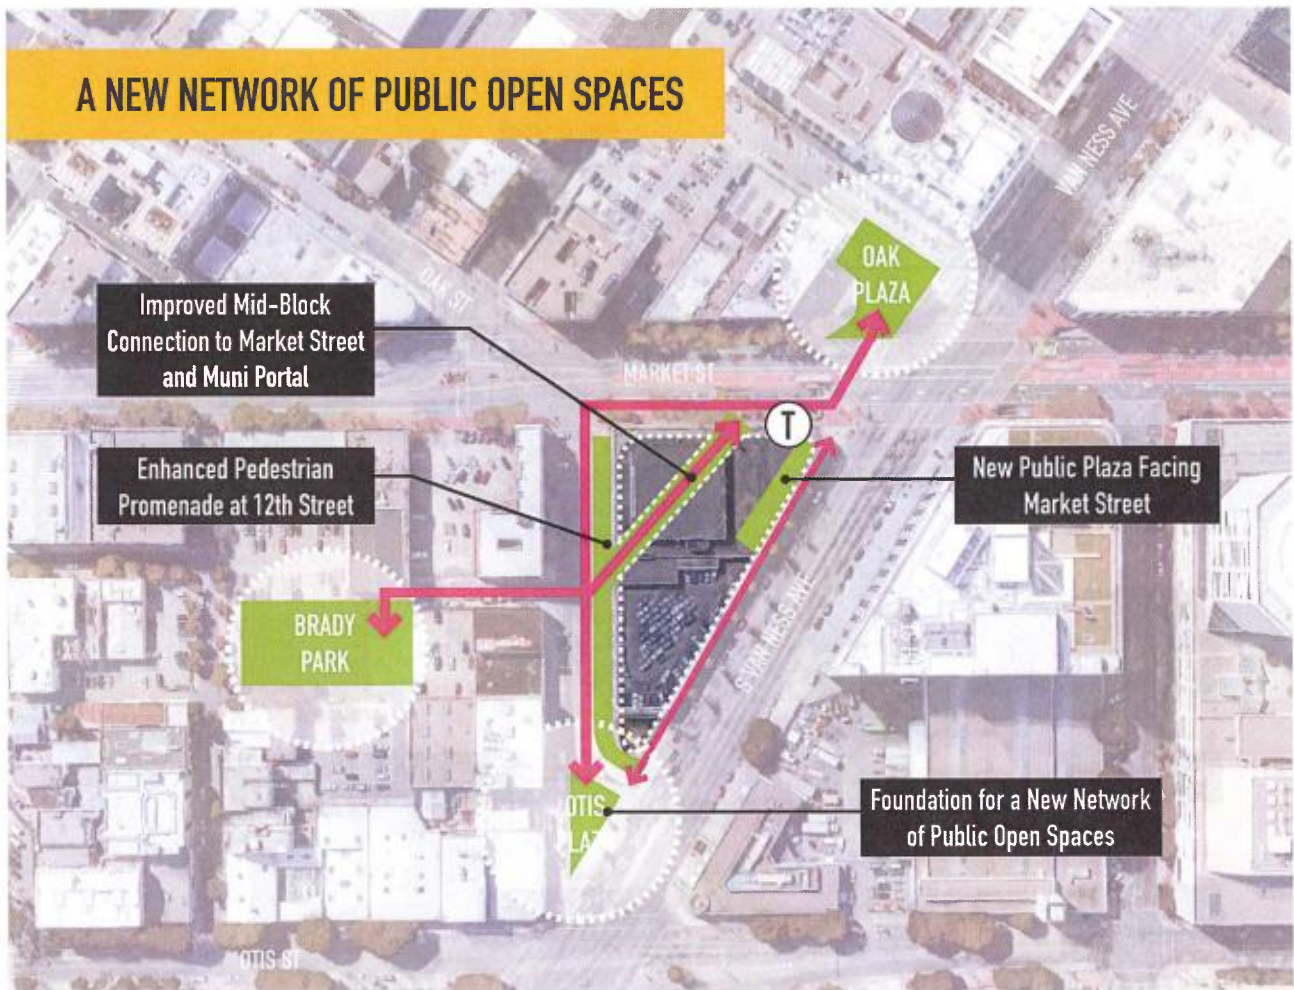 A NEW NETWORK OF PUBLIC OPEN SPACES
VAN NESS AVE
OAK
PLAZA
Improved Mid-Block
Connection to Market Street
and Muni Portal
ST
MARKET ST
T
Enhanced Pedestrian
Promenade at 12th Street
New Public Plaza Facing
Market Street
S VAN NESS AVE
BRADY
PARK
OTIS
Foundation for a New Network
of Public Open Spaces
OTIS ST